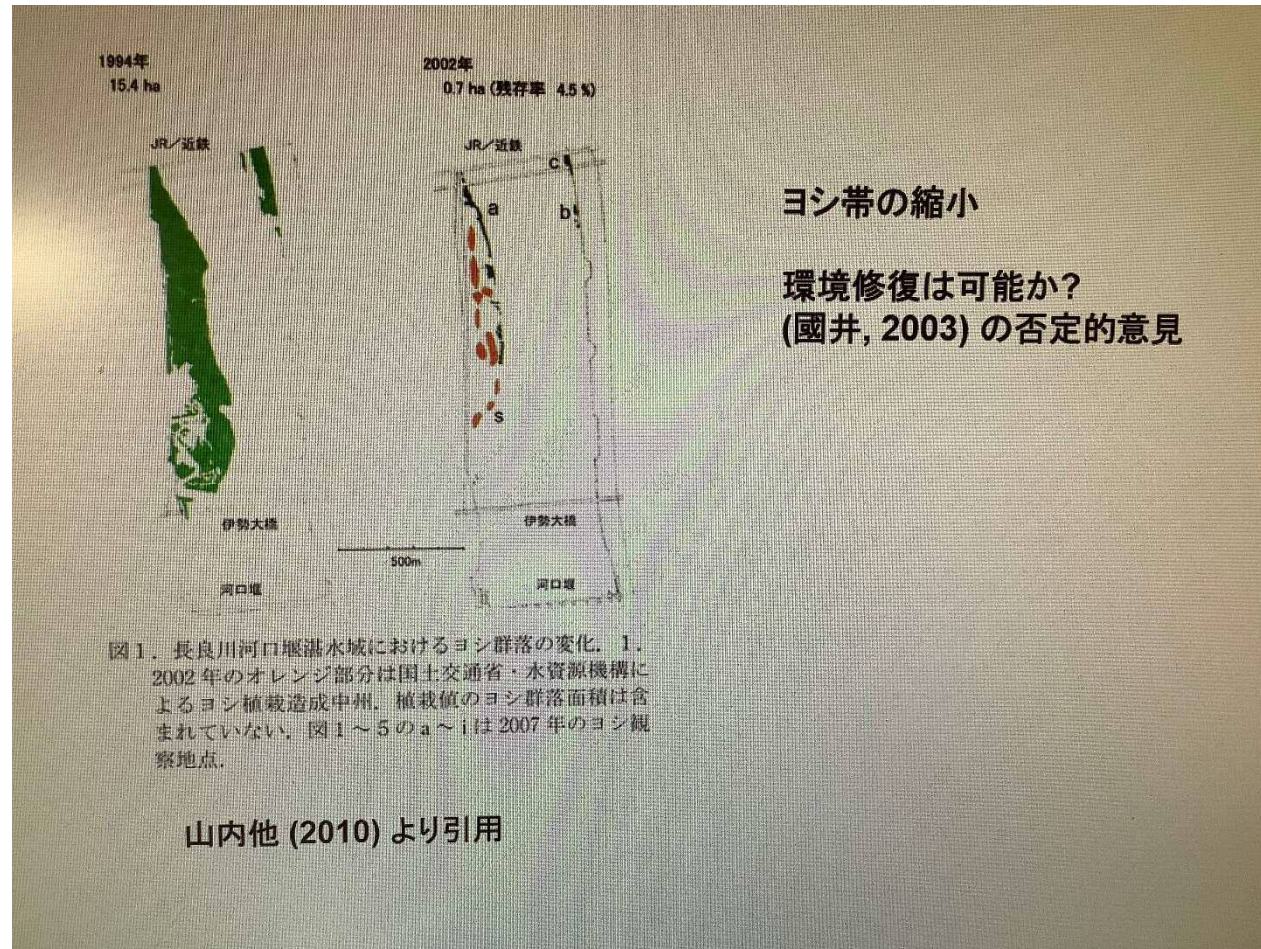 1994年
15.4 ha
JR／近鉄
伊勢大橋
河口堰
2002年
0.7 ha (残存率 4.5 %)
JR／近鉄
c
a
b
s
伊勢大橋
河口堰
500m
図1．長良川河口堰湛水域におけるヨシ群落の変化．1．
2002年のオレンジ部分は国土交通省・水資源機構に
よるヨシ植栽造成中州．植栽値のヨシ群落面積は含
まれていない．図1～5のa～iは2007年のヨシ観
察地点．
山内他 (2010) より引用
ヨシ帯の縮小
環境修復は可能か?
(國井, 2003) の否定的意見